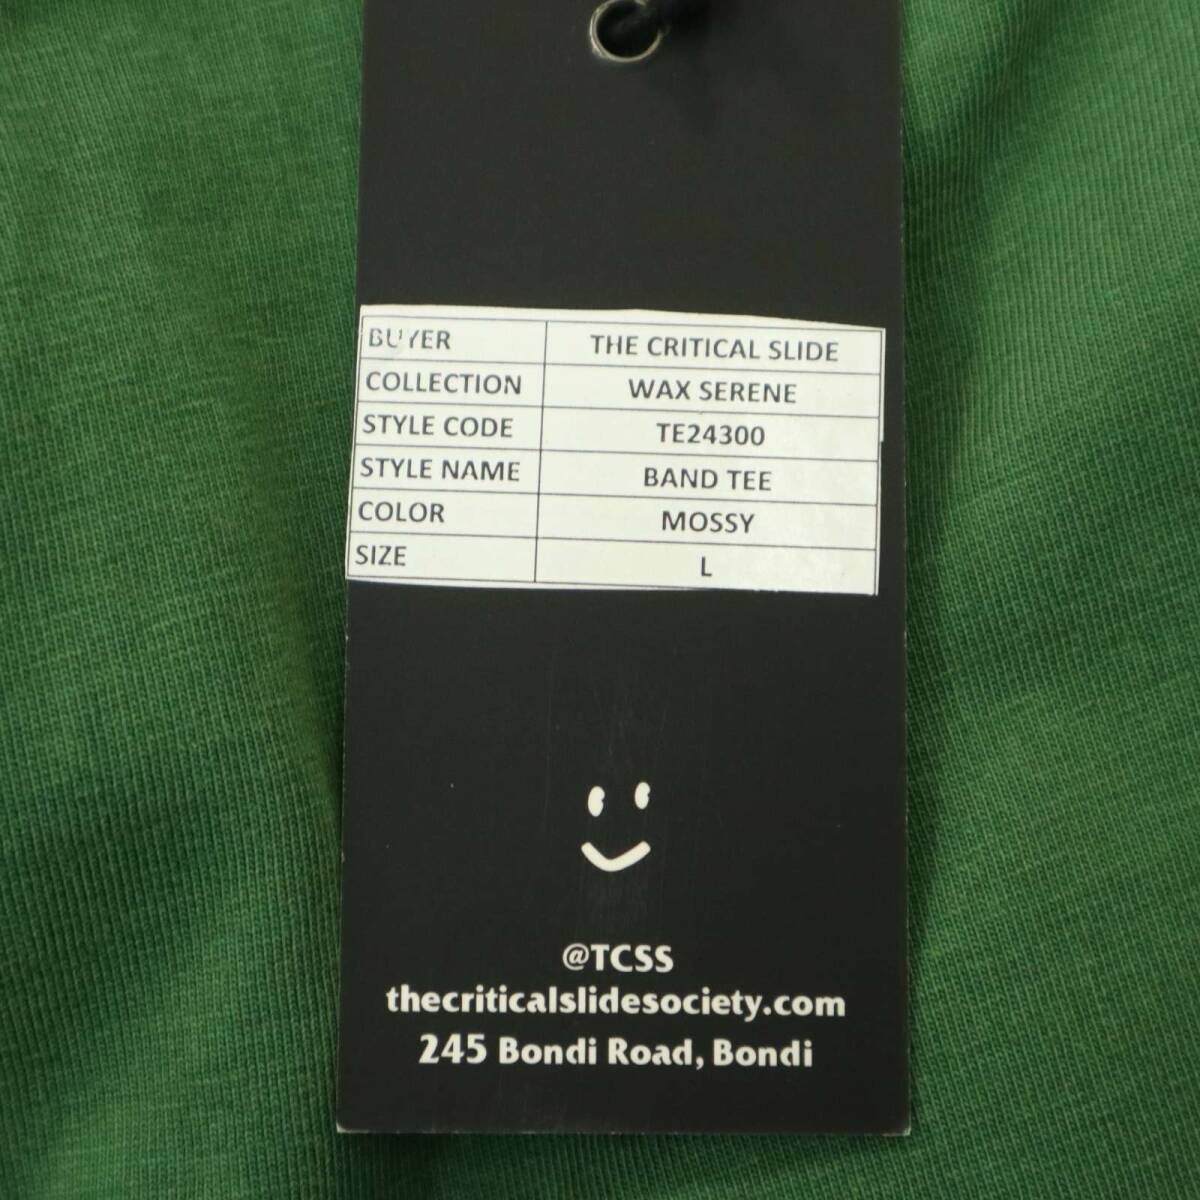 BUYER THE CRITICAL SLIDE
COLLECTION WAX SERENE
STYLE CODE TE24300
STYLE NAME BAND TEE
COLOR MOSSY
SIZE L
@TCSS
thecriticalslidesociety.com
245 Bondi Road, Bondi